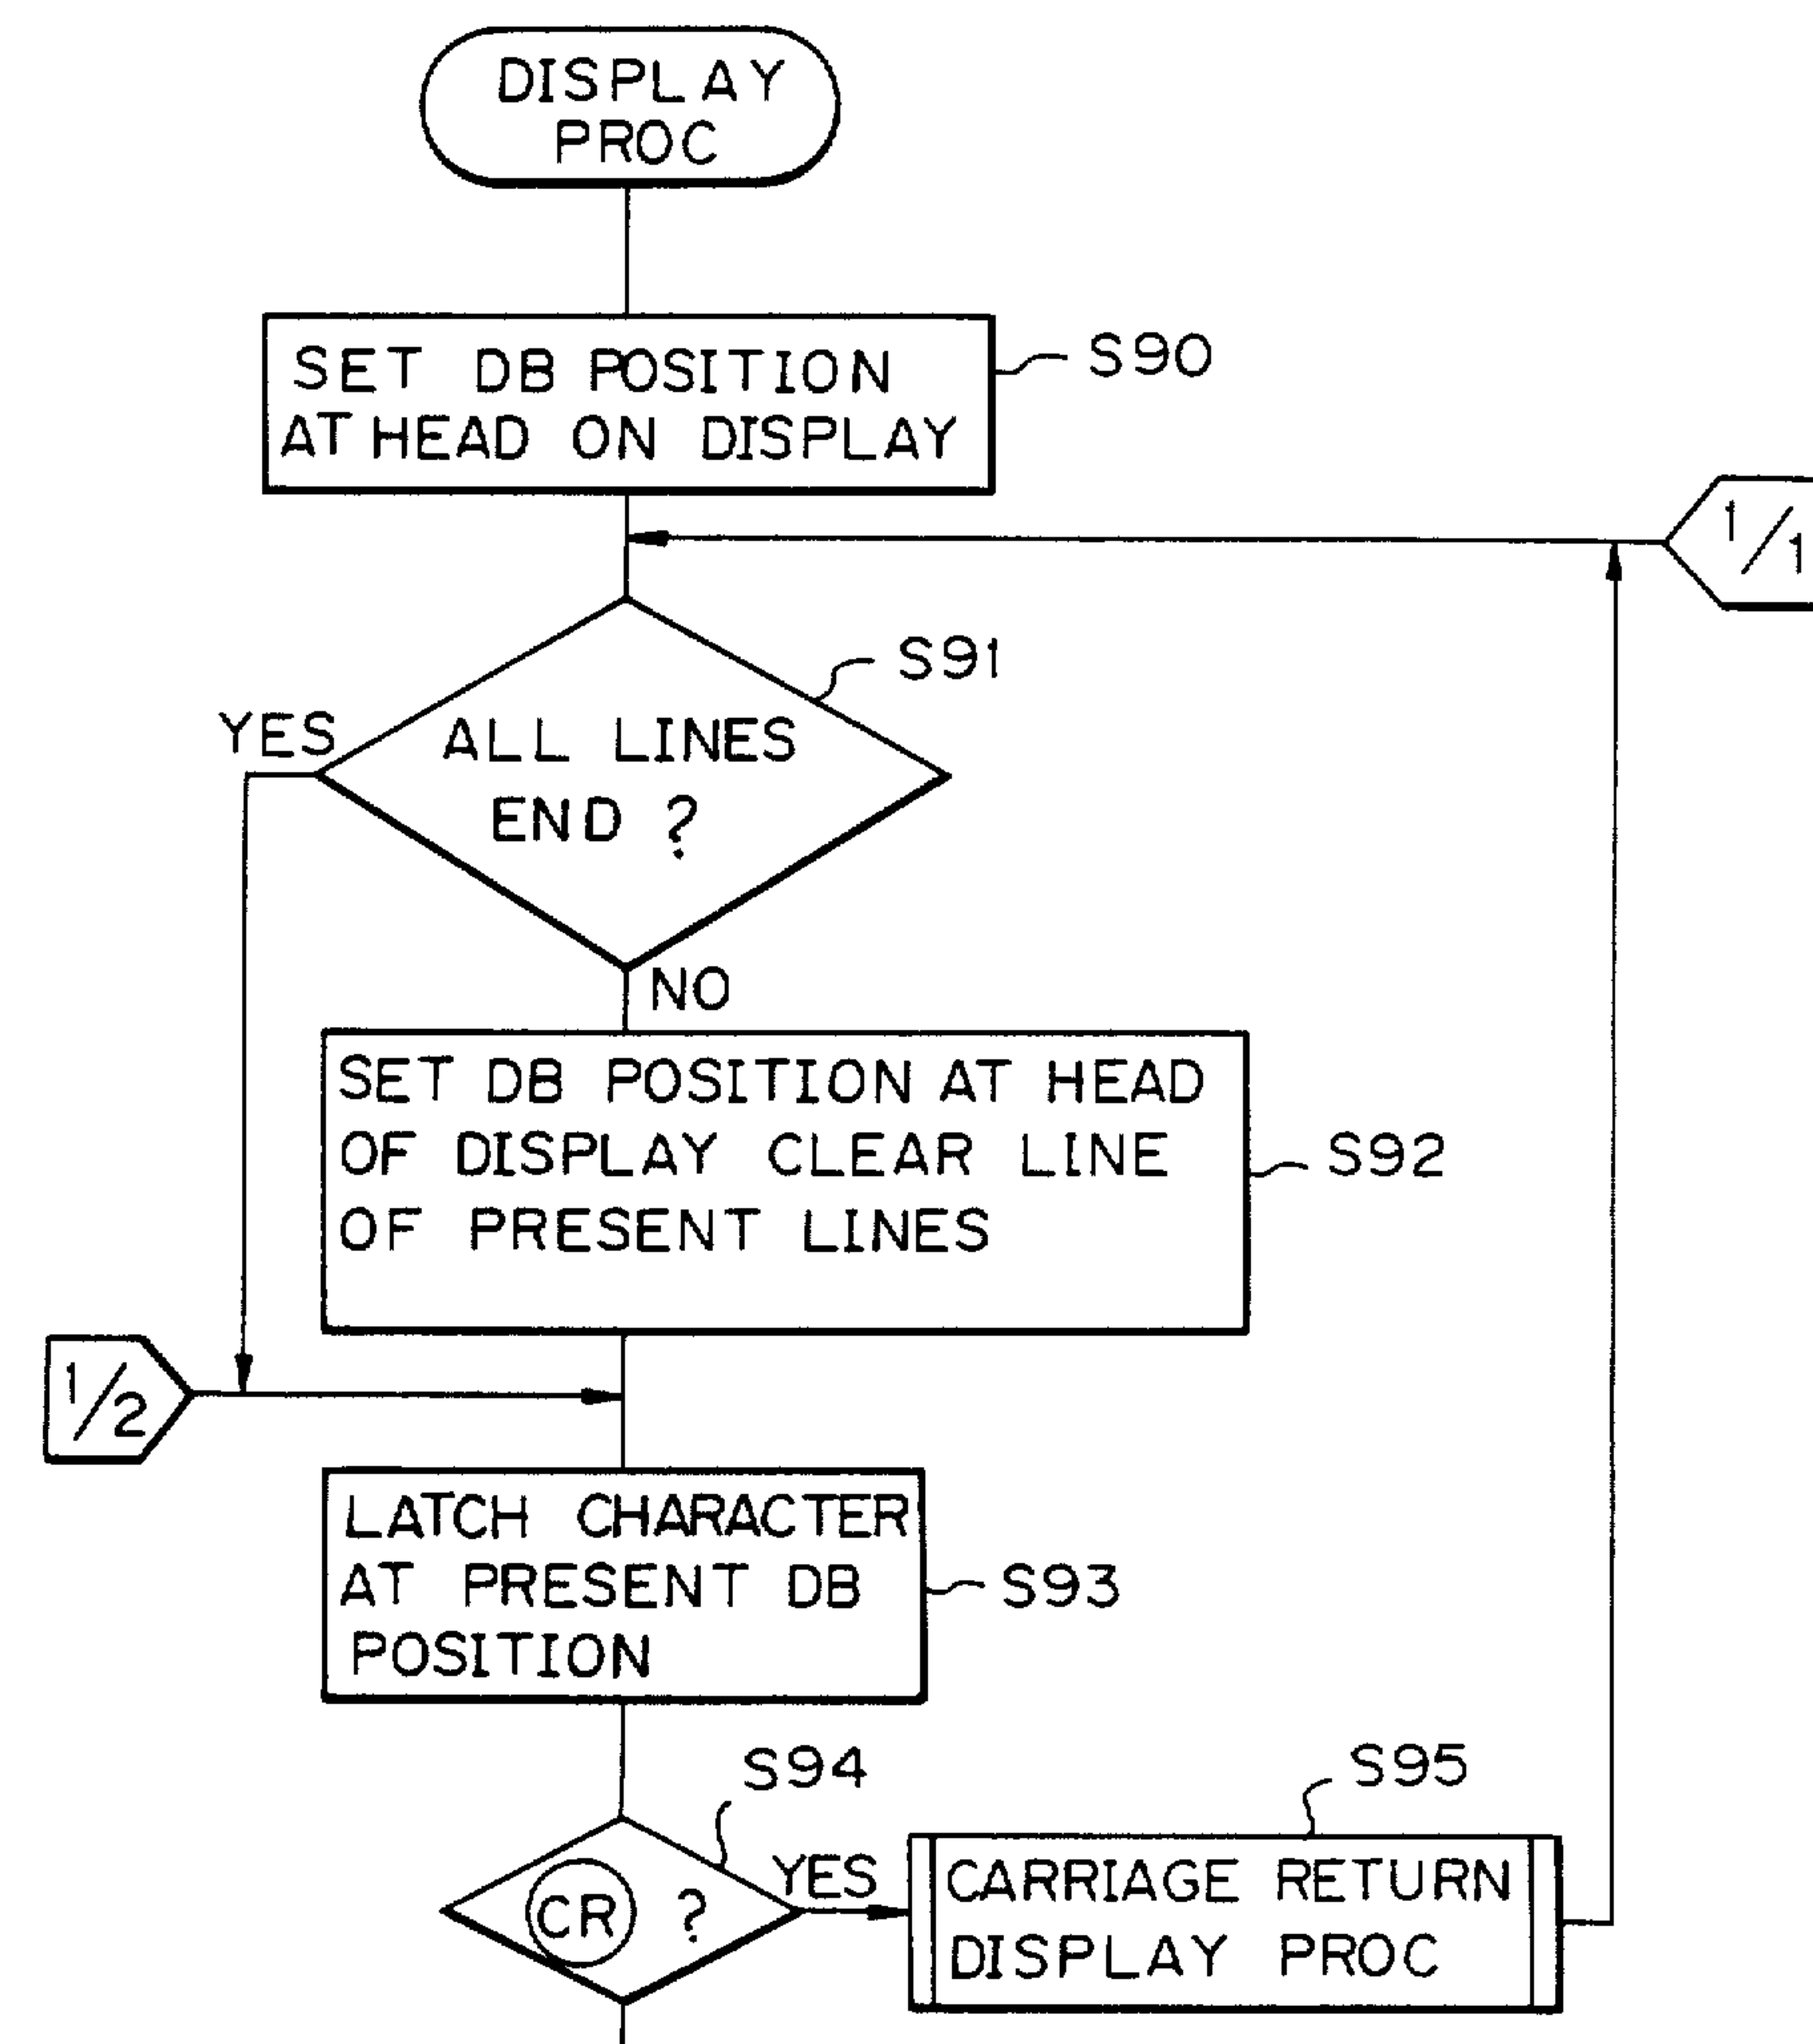 DISPLAY
PROC
SET DB POSITION
AT HEAD ON DISPLAY
S90
1/1
S91
YES
ALL LINES
END ?
NO
SET DB POSITION AT HEAD
OF DISPLAY CLEAR LINE
OF PRESENT LINES
S92
1/2
LATCH CHARACTER
AT PRESENT DB
POSITION
S93
S94
CR ?
YES
S95
CARRIAGE RETURN
DISPLAY PROC